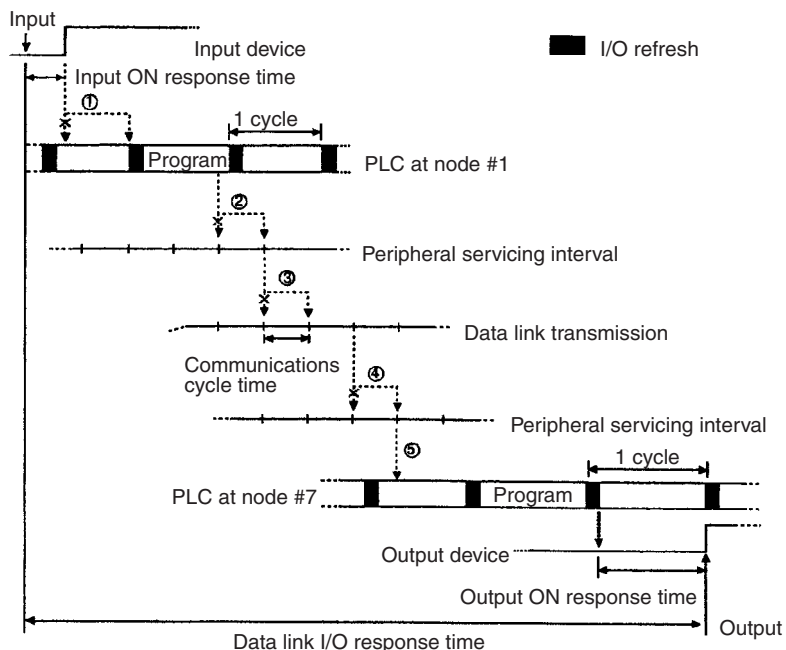 Input
Input device
I/O refresh
Input ON response time
①
1 cycle
Program
PLC at node #1
②
Peripheral servicing interval
③
Data link transmission
Communications
cycle time
④
Peripheral servicing interval
⑤
1 cycle
PLC at node #7
Program
Output device
Output ON response time
Output
Data link I/O response time